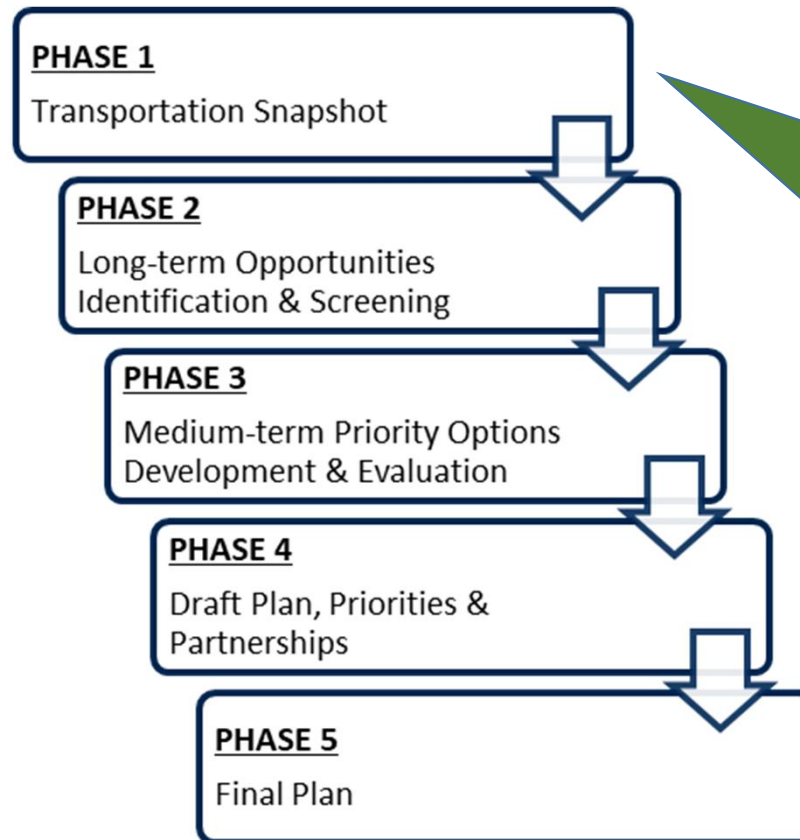 PHASE 1
Transportation Snapshot
PHASE 2
Long-term Opportunities
Identification & Screening
PHASE 3
Medium-term Priority Options
Development & Evaluation
PHASE 4
Draft Plan, Priorities &
Partnerships
PHASE 5
Final Plan